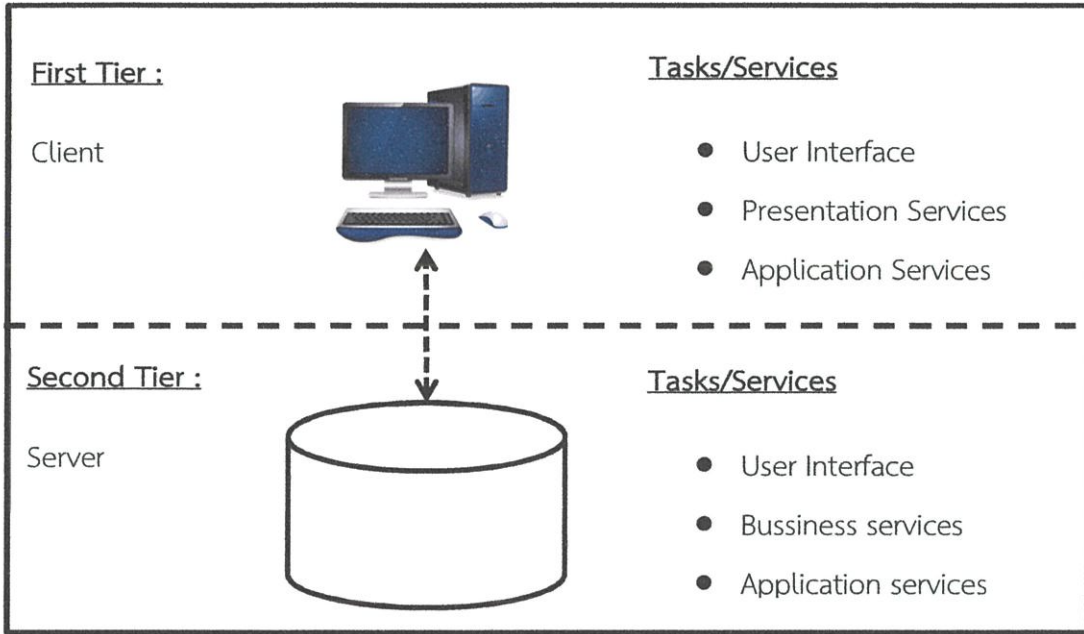 First Tier :
Client
Tasks/Services
● User Interface
● Presentation Services
● Application Services
Second Tier :
Server
Tasks/Services
● User Interface
● Bussiness services
● Application services